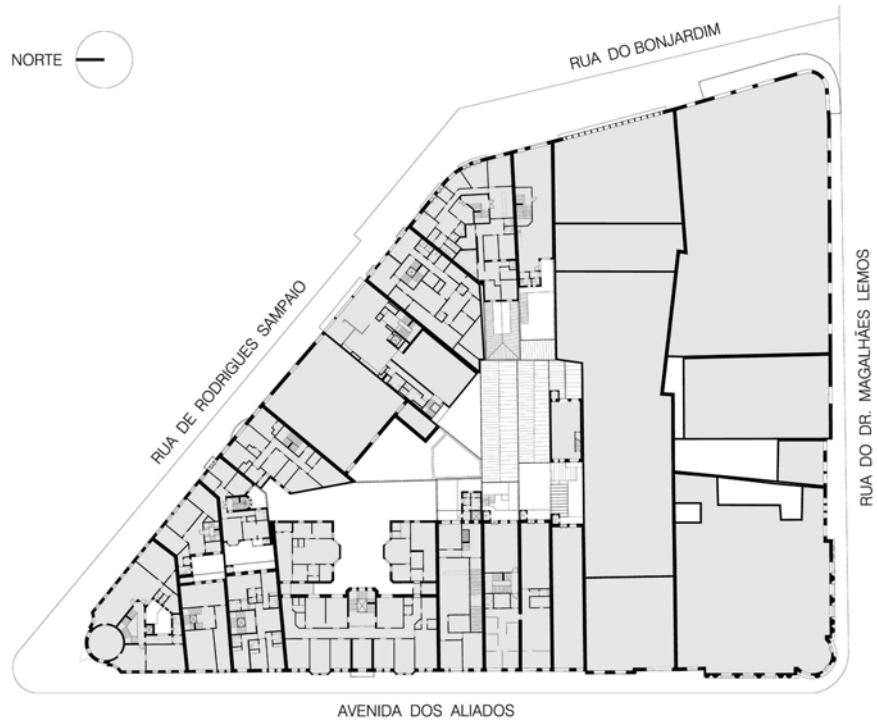 NORTE
RUA DO BONJARDIM
RUA DE RODRIGUES SAMPAIO
RUA DO DR. MAGALHÃES LEMOS
AVENIDA DOS ALIADOS